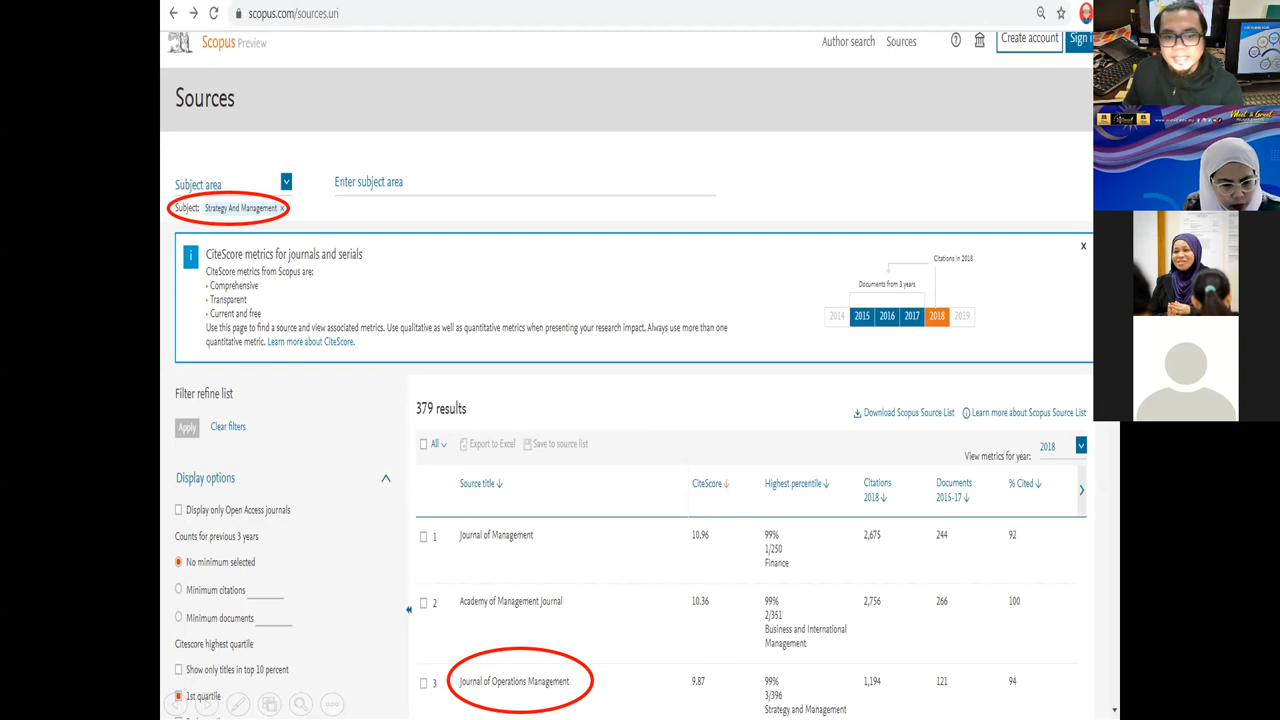 scopus.com/sources.uri
Scopus Preview
Author search
Sources
Create account
Sign in
Sources
Subject area
Enter subject area
Subject: Strategy And Management x
i
CiteScore metrics for journals and serials
x
CiteScore metrics from Scopus are:
• Comprehensive
• Transparent
• Current and free
Use this page to find a source and view associated metrics. Use qualitative as well as quantitative metrics when presenting your research impact. Always use more than
one quantitative metric. Learn more about CiteScore.
Citations in 2018
Documents from 3 years
2014 2015 2016 2017 2018 2019
Filter refine list
Apply
Clear filters
Display options
Display only Open Access journals
Counts for previous 3 years
No minimum selected
Minimum citations
Minimum documents
Citescore highest quartile
Show only titles in top 10 percent
1st quartile
379 results
Download Scopus Source List
Learn more about Scopus Source List
All
Export to Excel
Save to source list
View metrics for year:
2018
Source title↓
CiteScore↓
Highest percentile↓
Citations
2018↓
Documents
2015-17↓
% Cited↓
1
Journal of Management
10.96
99%
1/250
Finance
2,675
244
92
2
Academy of Management Journal
10.36
99%
2/351
Business and International
Management
2,756
266
100
3
Journal of Operations Management
9.87
99%
3/396
Strategy and Management
1,194
121
94